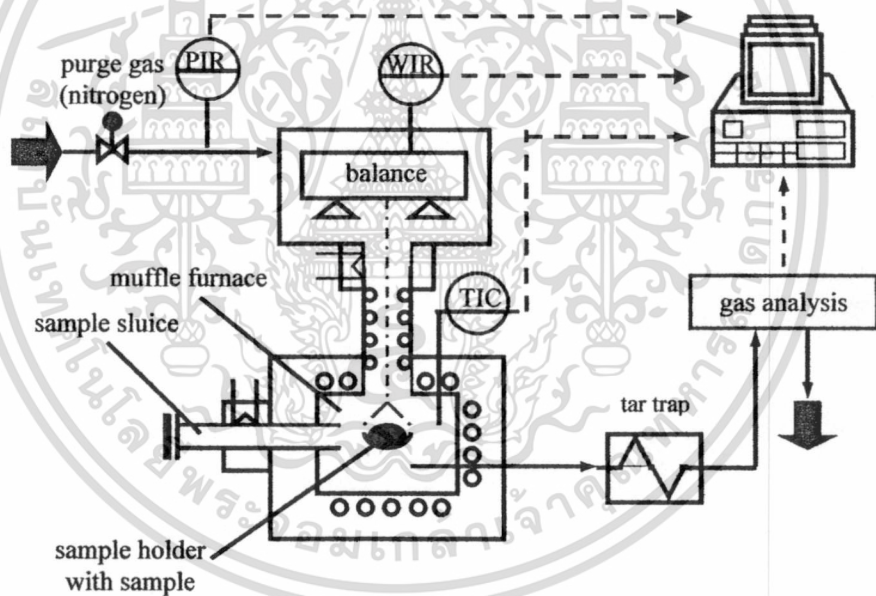 purge gas
(nitrogen)
PIR
WIR
balance
muffle furnace
sample sluice
TIC
gas analysis
tar trap
sample holder
with sample